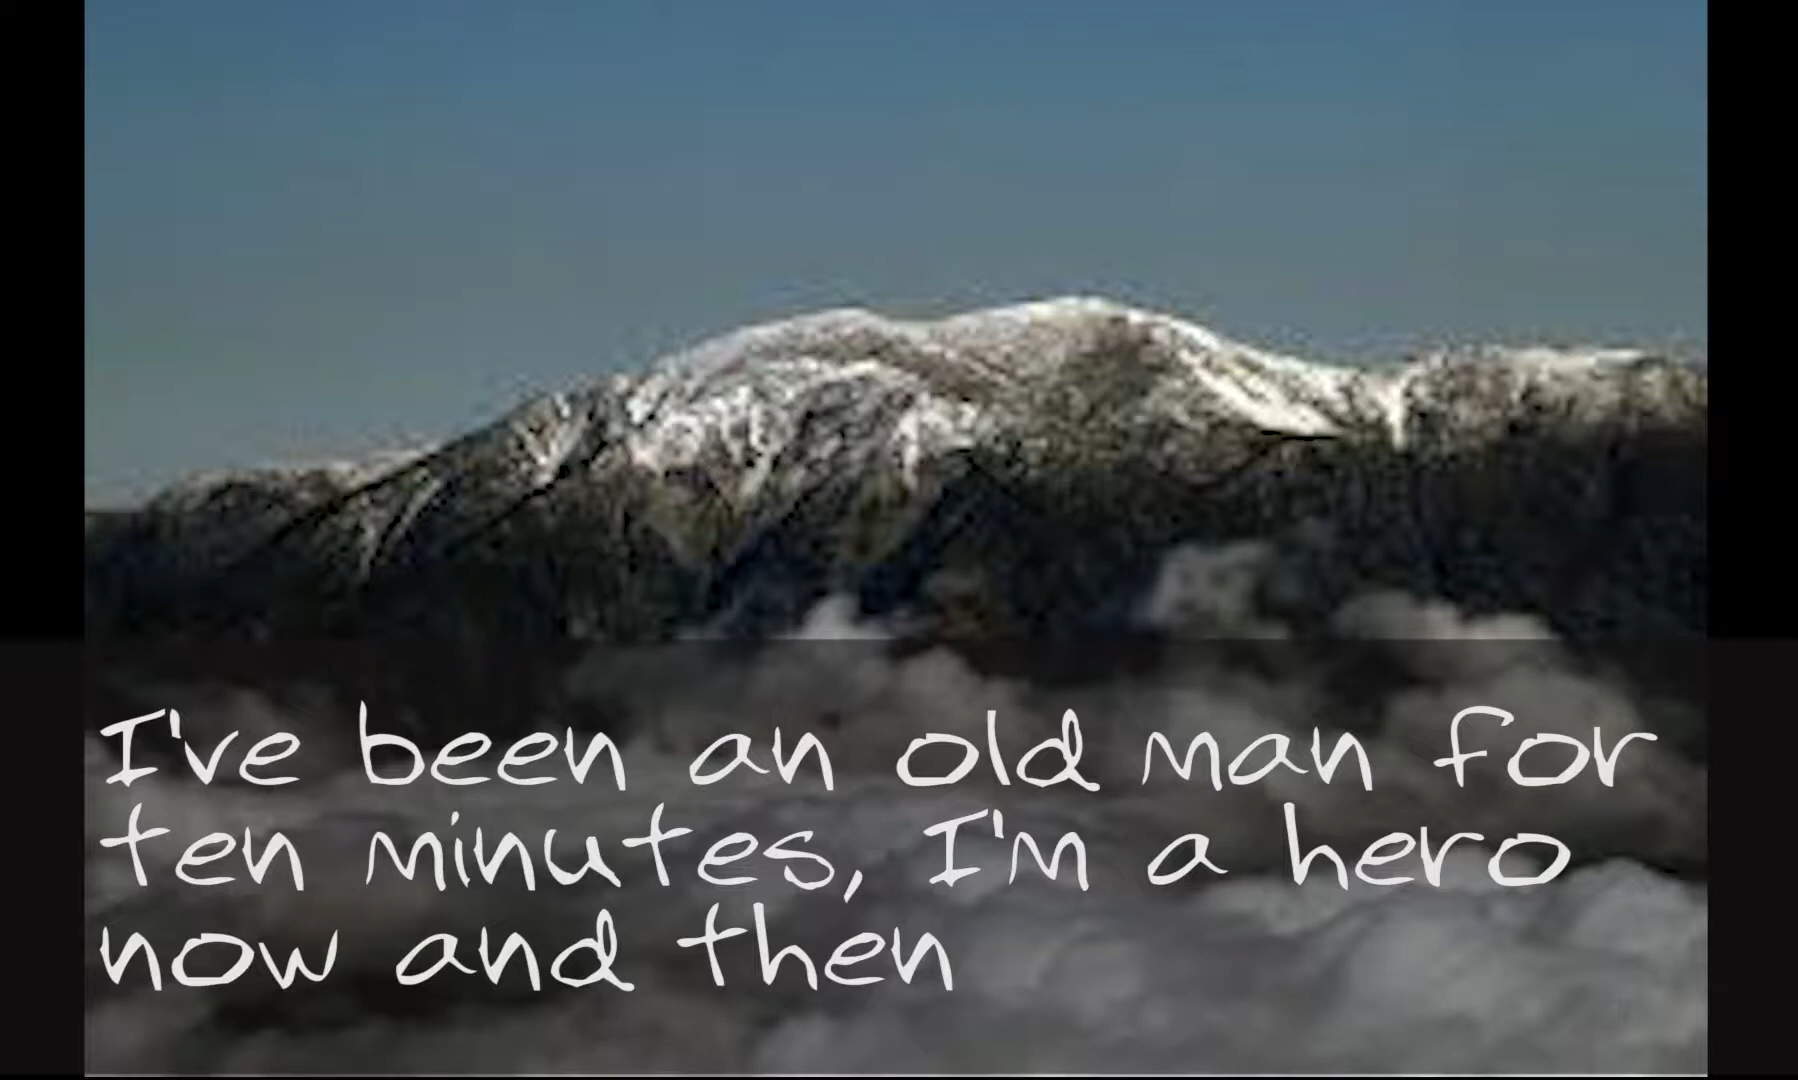 I've been an old man for
ten minutes, I'm a hero
now and then